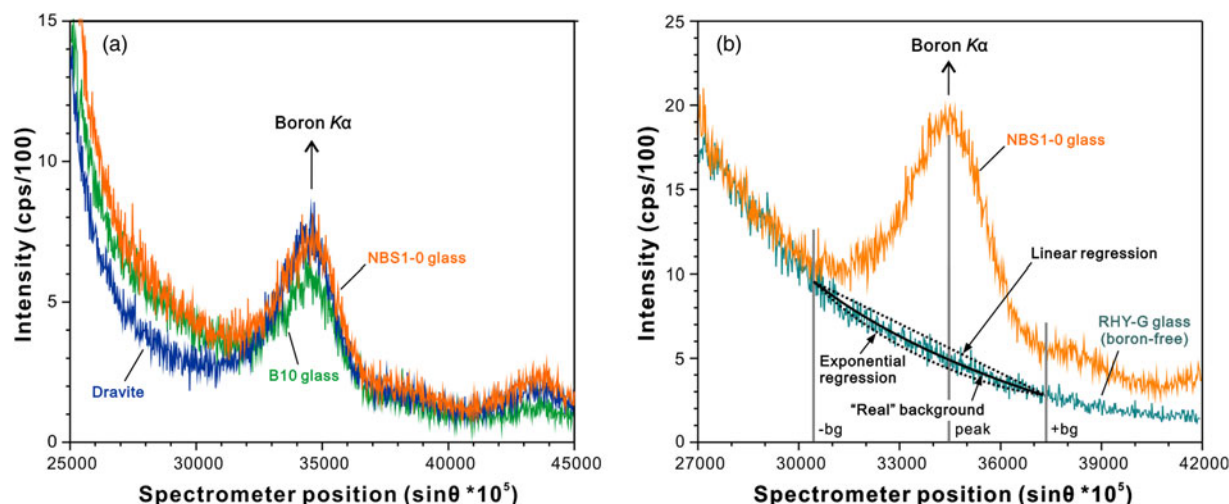 (a)
Intensity (cps/100)
15
10
5
0
Boron Kα
NBS1-0 glass
B10 glass
Dravite
25000 30000 35000 40000 45000
Spectrometer position (sinθ *10⁵)
(b)
Intensity (cps/100)
25
20
15
10
5
0
Boron Kα
NBS1-0 glass
Linear regression
RHY-G glass
(boron-free)
Exponential
regression
"Real" background
-bg peak +bg
27000 30000 33000 36000 39000 42000
Spectrometer position (sinθ *10⁵)